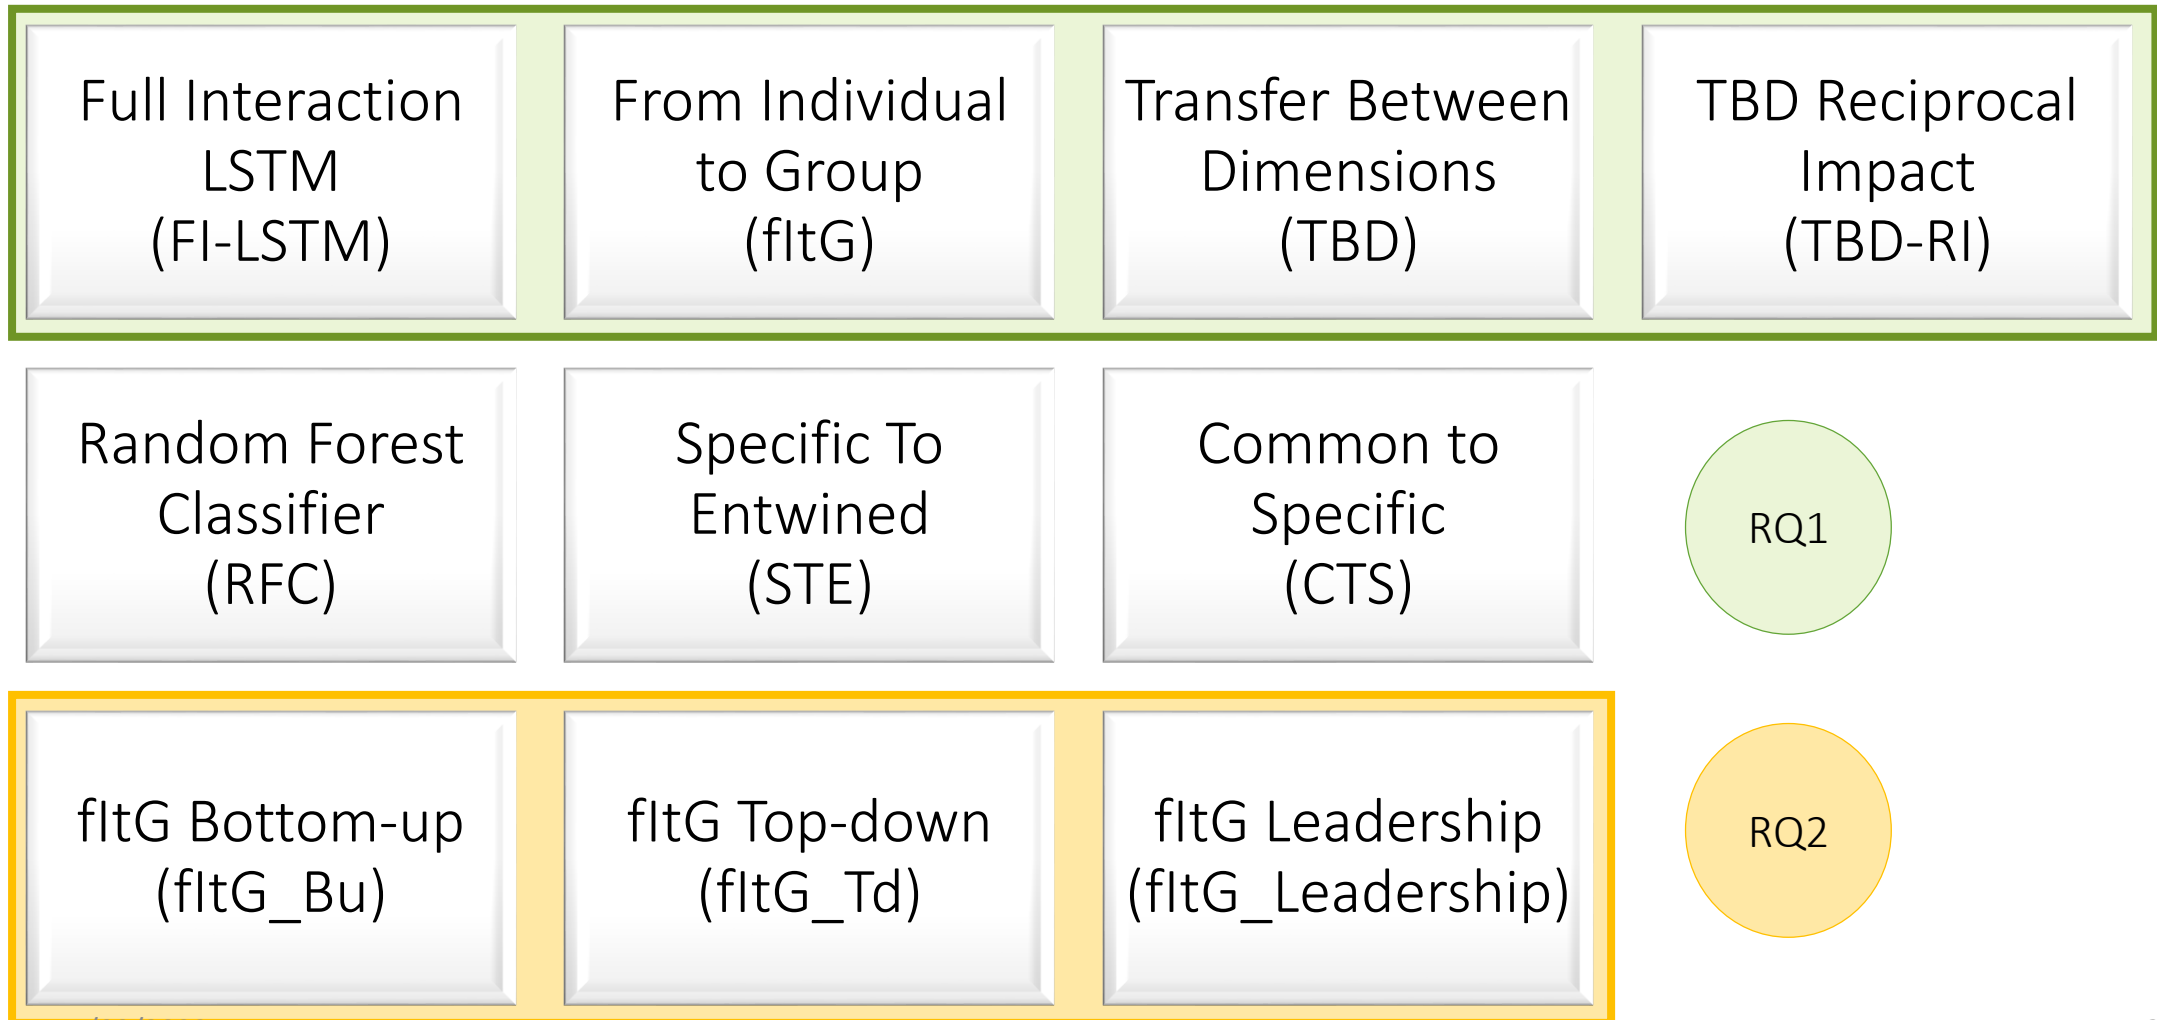 Full Interaction
LSTM
(FI-LSTM)
From Individual
to Group
(fItG)
Transfer Between
Dimensions
(TBD)
TBD Reciprocal
Impact
(TBD-RI)
Random Forest
Classifier
(RFC)
Specific To
Entwined
(STE)
Common to
Specific
(CTS)
RQ1
fItG Bottom-up
(fItG_Bu)
fItG Top-down
(fItG_Td)
fItG Leadership
(fItG_Leadership)
RQ2